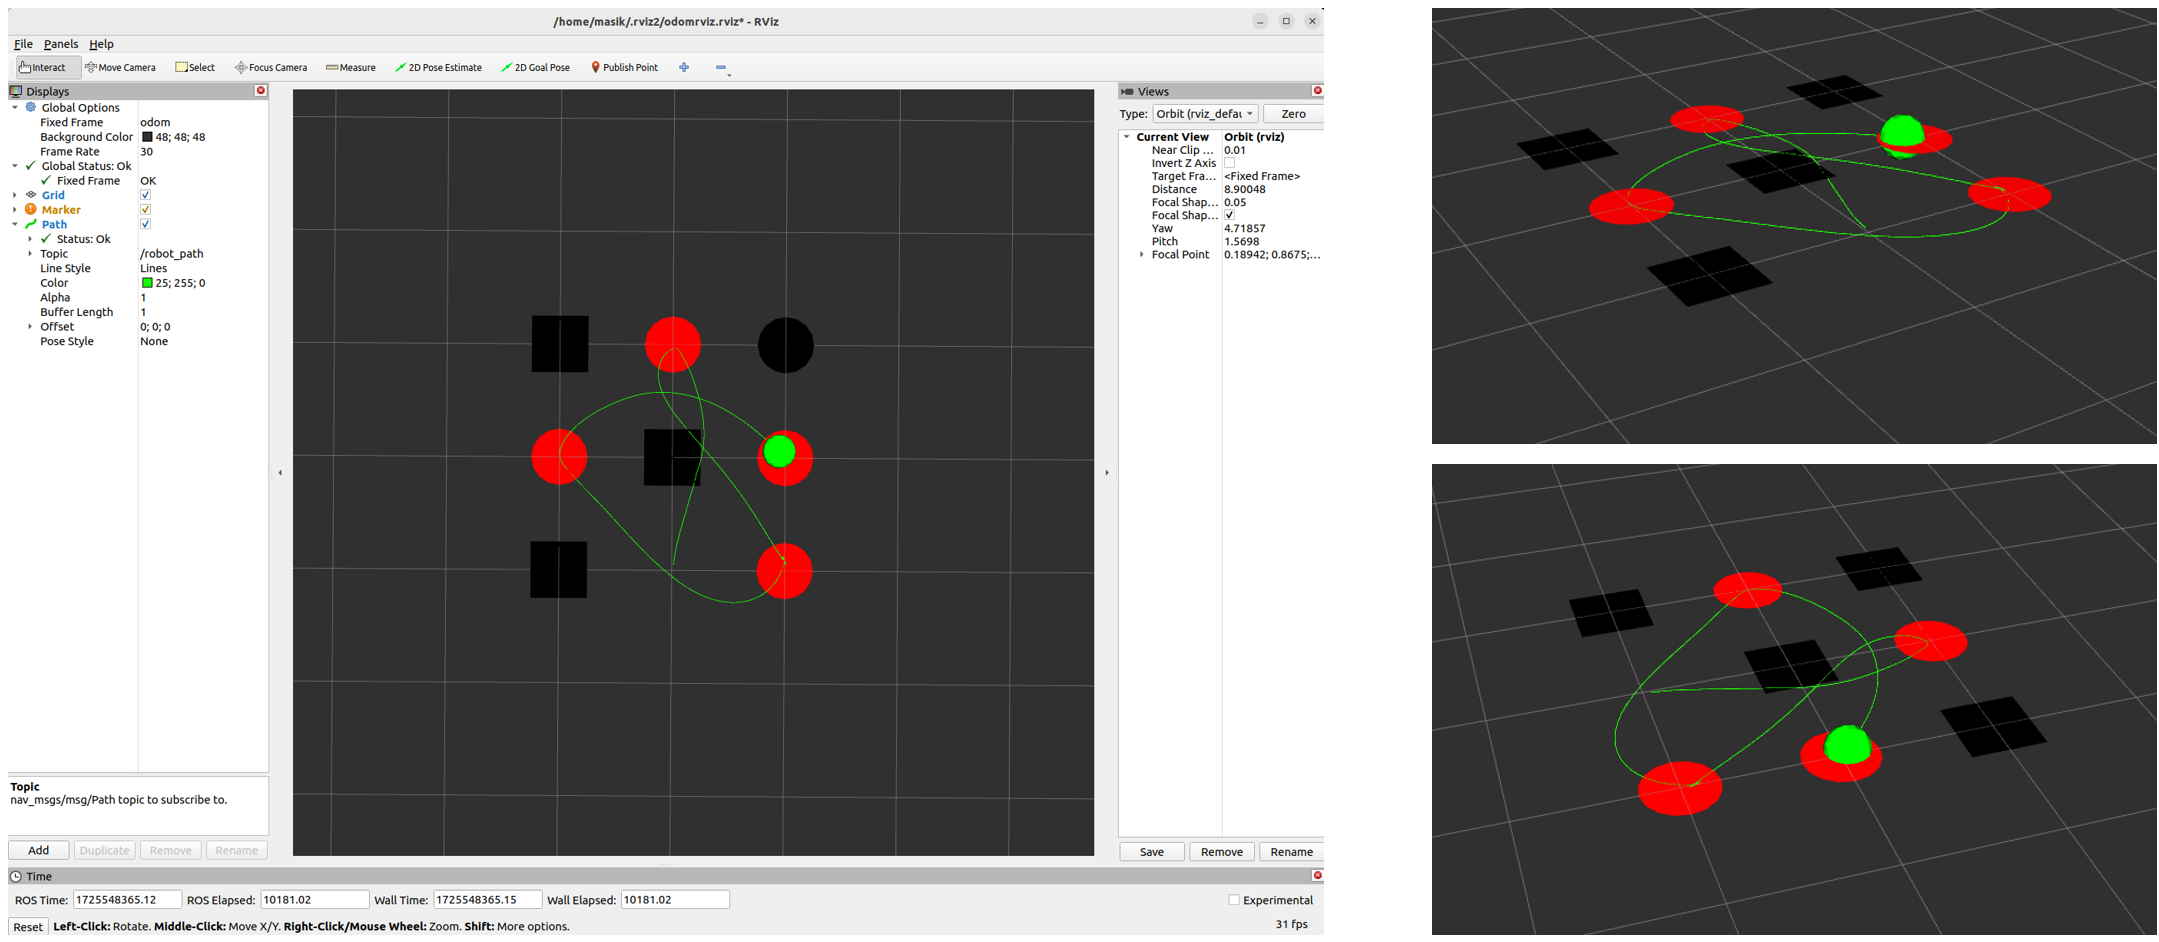 /home/masik/.rviz2/odomrviz.rviz* - RViz
File Panels Help
Interact Move Camera Select Focus Camera Measure 2D Pose Estimate 2D Goal Pose Publish Point
Displays
Global Options
Fixed Frame odom
Background Color 48; 48; 48
Frame Rate 30
Global Status: Ok
Fixed Frame OK
Grid
Marker
Path
Status: Ok
Topic /robot_path
Line Style Lines
Color 25; 255; 0
Alpha 1
Buffer Length 1
Offset 0; 0; 0
Pose Style None
Topic
nav_msgs/msg/Path topic to subscribe to.
Add Duplicate Remove Rename
Views
Type: Orbit (rviz_defau Zero
Current View Orbit (rviz)
Near Clip ... 0.01
Invert Z Axis
Target Fra... <Fixed Frame>
Distance 8.90048
Focal Shap... 0.05
Focal Shap...
Yaw 4.71857
Pitch 1.5698
Focal Point 0.18942; 0.8675;...
Save Remove Rename
Time
ROS Time: 1725548365.12 ROS Elapsed: 10181.02 Wall Time: 1725548365.15 Wall Elapsed: 10181.02 Experimental
Reset Left-Click: Rotate. Middle-Click: Move X/Y. Right-Click/Mouse Wheel: Zoom. Shift: More options. 31 fps